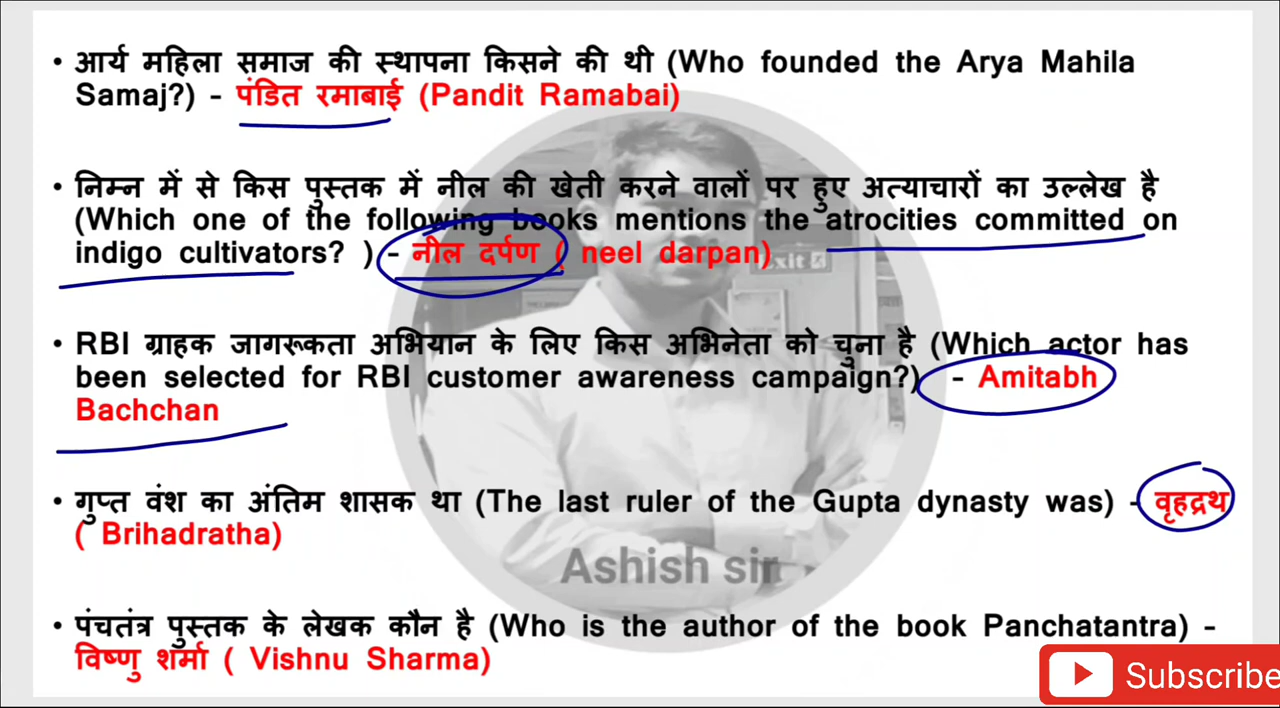 • आर्य महिला समाज की स्थापना किसने की थी (Who founded the Arya Mahila
Samaj?) - पंडित रमाबाई (Pandit Ramabai)
• निम्न में से किस पुस्तक में नील की खेती करने वालों पर हुए अत्याचारों का उल्लेख है
(Which one of the following books mentions the atrocities committed on
indigo cultivators? ) - नील दर्पण ( neel darpan)
Exit
• RBI ग्राहक जागरूकता अभियान के लिए किस अभिनेता को चुना है (Which actor has
been selected for RBI customer awareness campaign?) - Amitabh
Bachchan
• गुप्त वंश का अंतिम शासक था (The last ruler of the Gupta dynasty was) - वृहद्रथ
( Brihadratha)
Ashish sir
• पंचतंत्र पुस्तक के लेखक कौन है (Who is the author of the book Panchatantra) -
विष्णु शर्मा ( Vishnu Sharma)
Subscribe